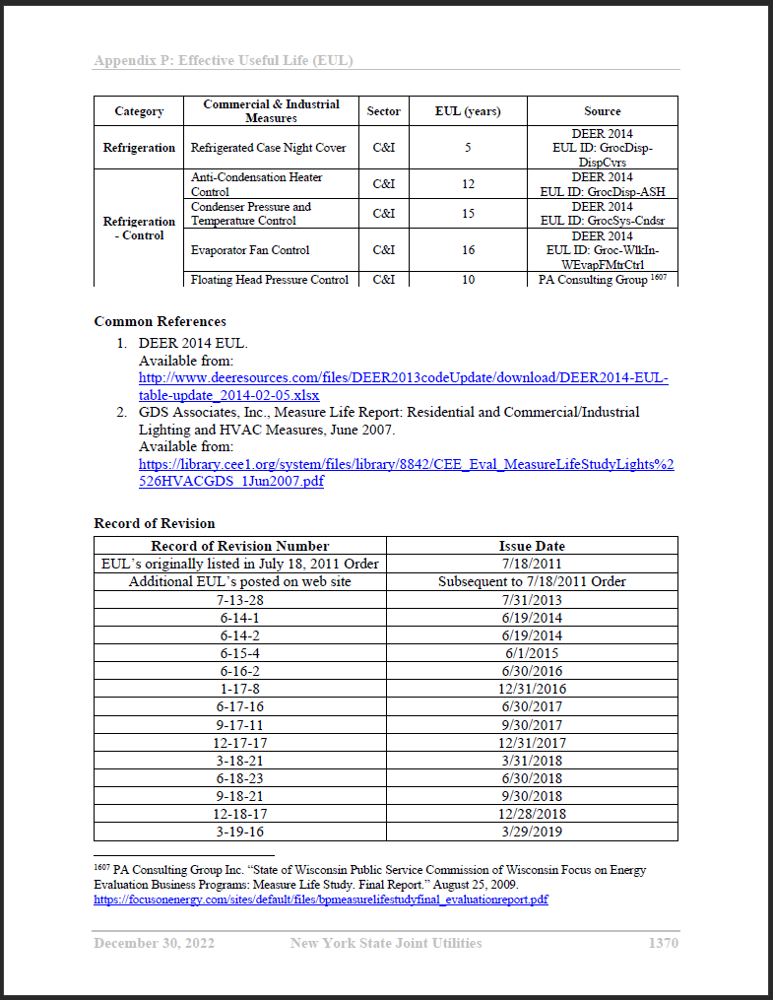 Appendix P: Effective Useful Life (EUL)
Category Commercial & Industrial Measures Sector EUL (years) Source
Refrigeration Refrigerated Case Night Cover C&I 5 DEER 2014 EUL ID: GrocDisp-DispCvrs
Refrigeration - Control Anti-Condensation Heater Control C&I 12 DEER 2014 EUL ID: GrocDisp-ASH
Condenser Pressure and Temperature Control C&I 15 DEER 2014 EUL ID: GrocSys-Cndsr
Evaporator Fan Control C&I 16 DEER 2014 EUL ID: Groc-WlkIn-WEvapFMtrCtrl
Floating Head Pressure Control C&I 10 PA Consulting Group 1607
Common References
1. DEER 2014 EUL.
Available from:
http://www.deeresources.com/files/DEER2013codeUpdate/download/DEER2014-EUL-
table-update_2014-02-05.xlsx
2. GDS Associates, Inc., Measure Life Report: Residential and Commercial/Industrial
Lighting and HVAC Measures, June 2007.
Available from:
https://library.cee1.org/system/files/library/8842/CEE_Eval_MeasureLifeStudyLights%2
526HVACGDS_1Jun2007.pdf
Record of Revision
Record of Revision Number Issue Date
EUL’s originally listed in July 18, 2011 Order 7/18/2011
Additional EUL’s posted on web site Subsequent to 7/18/2011 Order
7-13-28 7/31/2013
6-14-1 6/19/2014
6-14-2 6/19/2014
6-15-4 6/1/2015
6-16-2 6/30/2016
1-17-8 12/31/2016
6-17-16 6/30/2017
9-17-11 9/30/2017
12-17-17 12/31/2017
3-18-21 3/31/2018
6-18-23 6/30/2018
9-18-21 9/30/2018
12-18-17 12/28/2018
3-19-16 3/29/2019
1607 PA Consulting Group Inc. “State of Wisconsin Public Service Commission of Wisconsin Focus on Energy
Evaluation Business Programs: Measure Life Study. Final Report.” August 25, 2009.
https://focusonenergy.com/sites/default/files/bpmeasurelifestudyfinal_evaluationreport.pdf
December 30, 2022 New York State Joint Utilities 1370